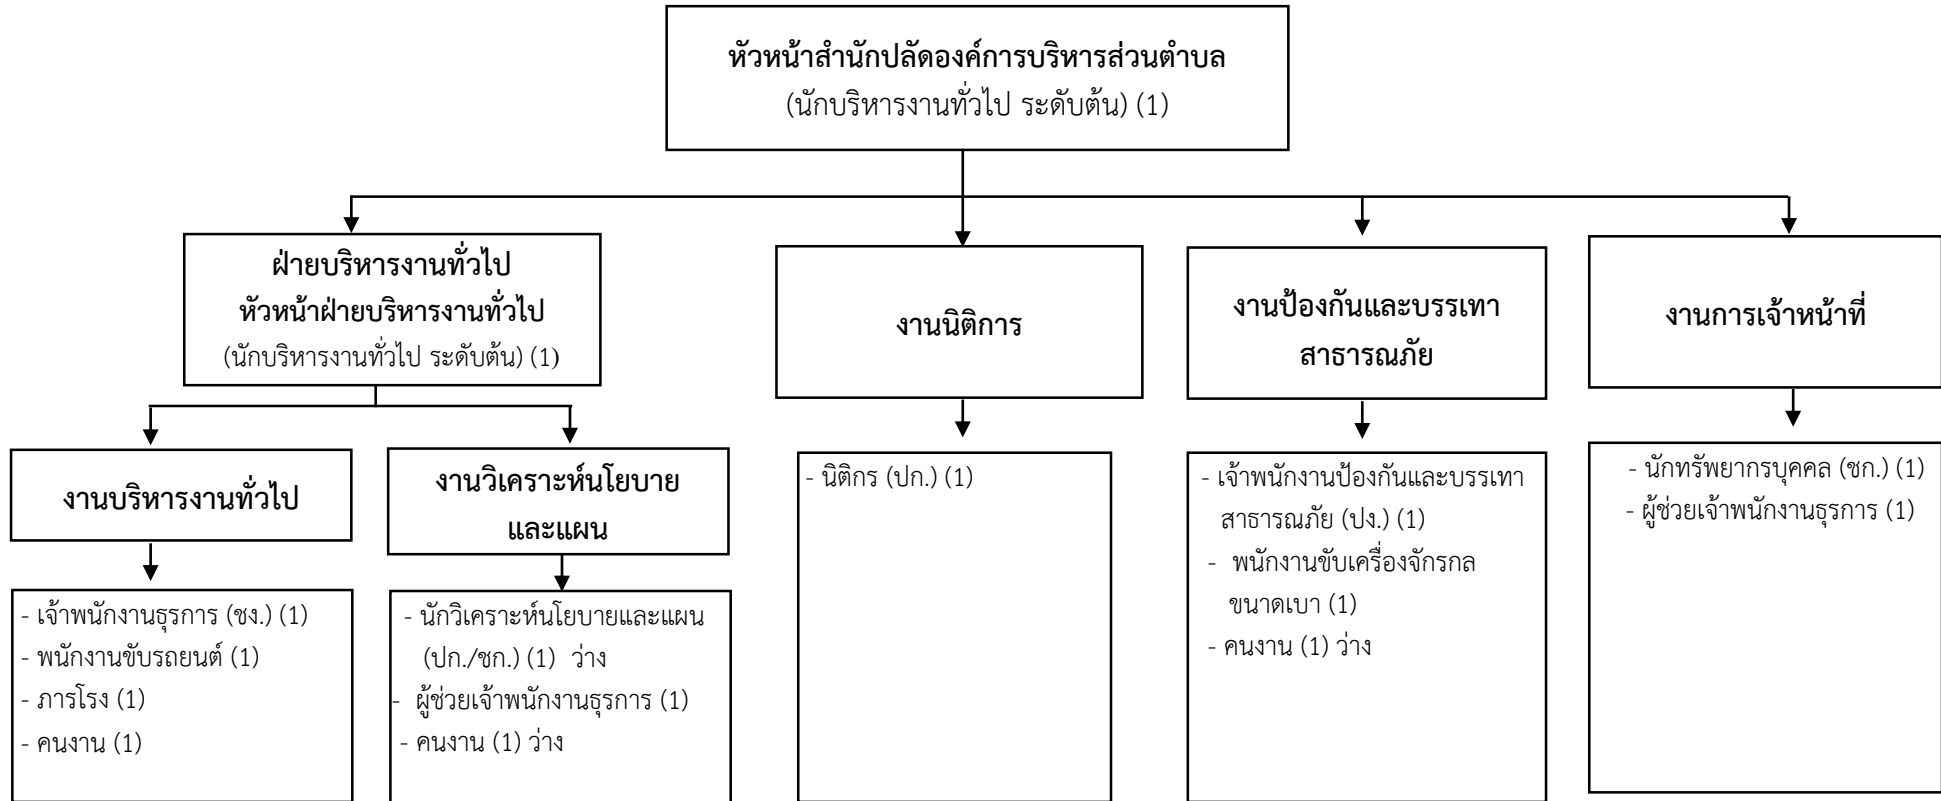 หัวหน้าสำนักปลัดองค์การบริหารส่วนตำบล
(นักบริหารงานทั่วไป ระดับต้น) (1)
ฝ่ายบริหารงานทั่วไป
หัวหน้าฝ่ายบริหารงานทั่วไป
(นักบริหารงานทั่วไป ระดับต้น) (1)
งานนิติการ
งานป้องกันและบรรเทา
สาธารณภัย
งานการเจ้าหน้าที่
งานบริหารงานทั่วไป
งานวิเคราะห์นโยบาย
และแผน
- เจ้าพนักงานธุรการ (ชง.) (1)
- พนักงานขับรถยนต์ (1)
- ภารโรง (1)
- คนงาน (1)
- นักวิเคราะห์นโยบายและแผน
(ปก./ชก.) (1) ว่าง
- ผู้ช่วยเจ้าพนักงานธุรการ (1)
- คนงาน (1) ว่าง
- นิติกร (ปก.) (1)
- เจ้าพนักงานป้องกันและบรรเทา
สาธารณภัย (ปง.) (1)
- พนักงานขับเครื่องจักรกล
ขนาดเบา (1)
- คนงาน (1) ว่าง
- นักทรัพยากรบุคคล (ชก.) (1)
- ผู้ช่วยเจ้าพนักงานธุรการ (1)